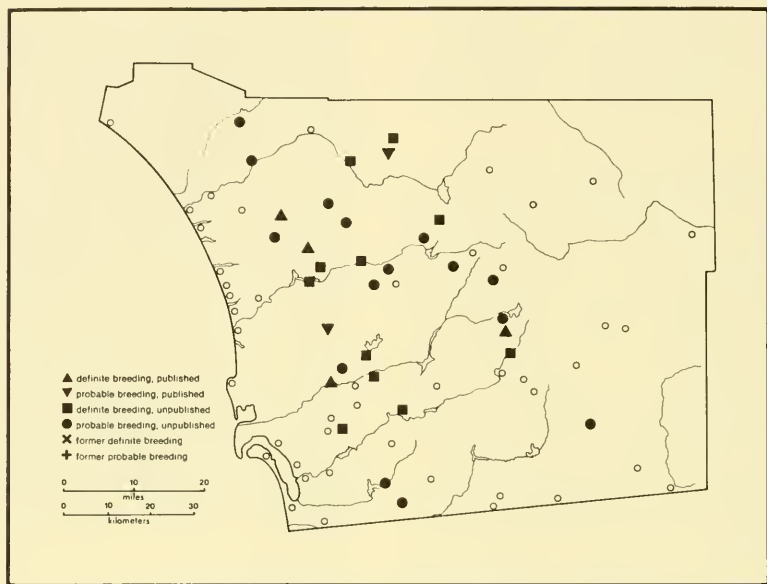 definite breeding, published
probable breeding, published
definite breeding, unpublished
probable breeding, unpublished
former definite breeding
former probable breeding
0 10 20
miles
0 10 20 30
kilometers